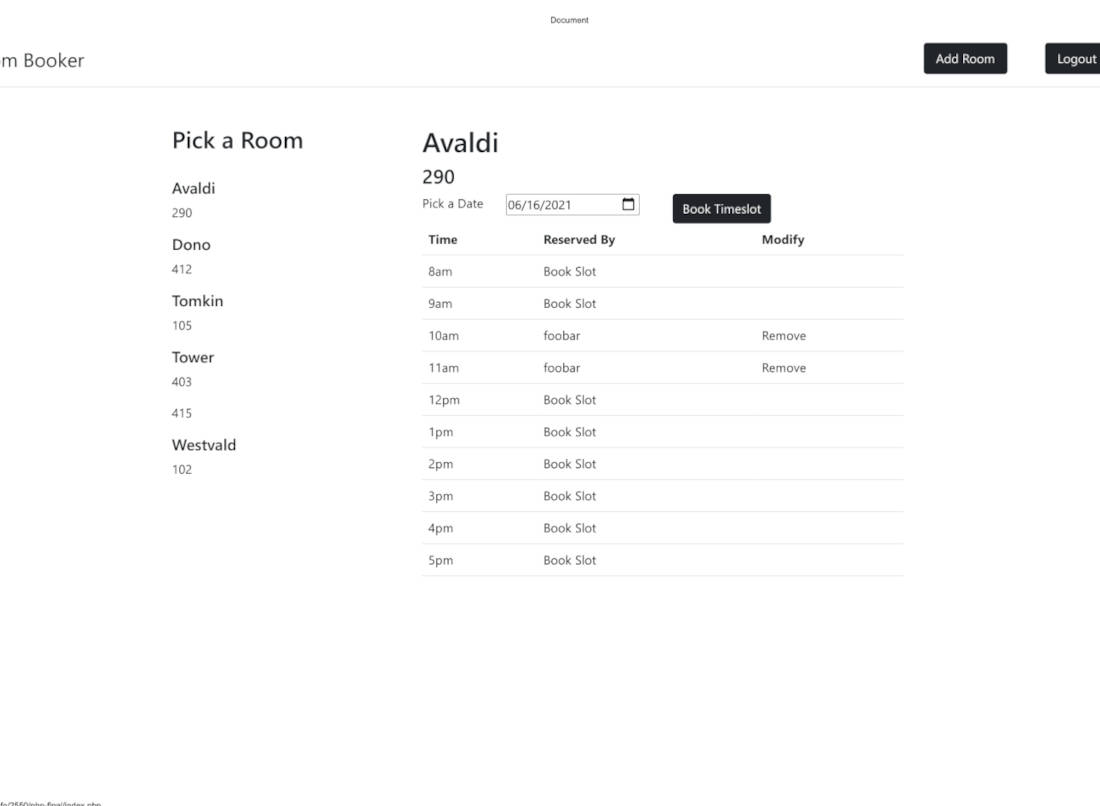 Document
m Booker
Add Room
Logout
Pick a Room
Avaldi
290
Dono
412
Tomkin
105
Tower
403
415
Westvald
102
Avaldi
290
Pick a Date 06/16/2021 Book Timeslot
Time Reserved By Modify
8am Book Slot
9am Book Slot
10am foobar Remove
11am foobar Remove
12pm Book Slot
1pm Book Slot
2pm Book Slot
3pm Book Slot
4pm Book Slot
5pm Book Slot